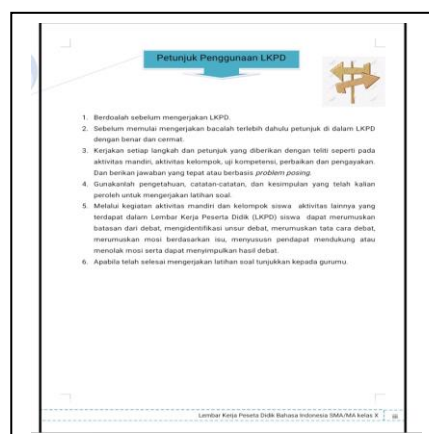 Petunjuk Penggunaan LKPD
1. Berdoalah sebelum mengerjakan LKPD.
2. Sebelum memulai mengerjakan bacalah terlebih dahulu petunjuk di dalam LKPD
dengan benar dan cermat.
3. Kerjakan setiap langkah dan petunjuk yang diberikan dengan teliti seperti pada
aktivitas mandiri, aktivitas kelompok, uji kompetensi, perbaikan dan pengayakan.
Dan berikan jawaban yang tepat atau berbasis problem posing.
4. Gunakanlah pengetahuan, catatan-catatan, dan kesimpulan yang telah kalian
peroleh untuk mengerjakan latihan soal.
5. Melalui kegiatan aktivitas mandiri dan kelompok siswa aktivitas lainnya yang
terdapat dalam Lembar Kerja Peserta Didik (LKPD) siswa dapat merumuskan
batasan dari debat, mengidentifikasi unsur debat, merumuskan tata cara debat,
merumuskan mosi berdasarkan isu, menyususn pendapat mendukung atau
menolak mosi serta dapat menyimpulkan hasil debat.
6. Apabila telah selesai mengerjakan latihan soal tunjukkan kepada gurumu.
Lembar Kerja Peseta Didik Bahasa Indonesia SMA/MA kelas X